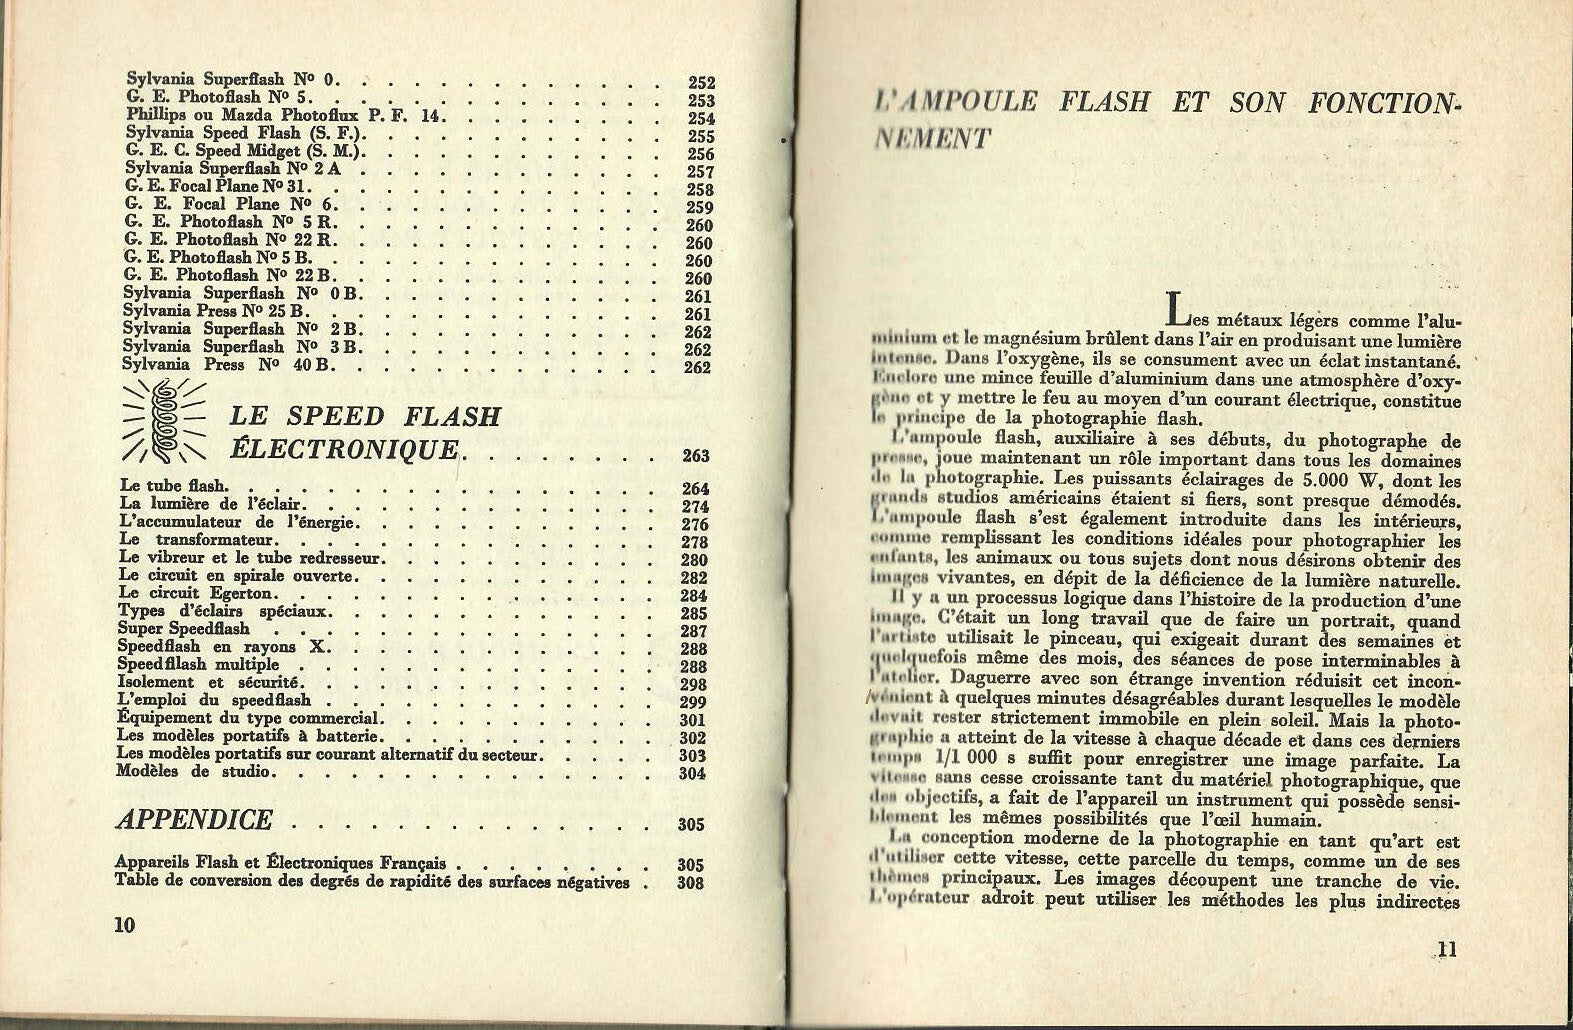 Sylvania Superflash Nº 0. . . . . . . . . . . . . 252
G. E. Photoflash Nº 5. . . . . . . . . . . . . . 253
Phillips ou Mazda Photoflux P. F. 14. . . . . . . . . 254
Sylvania Speed Flash (S. F.). . . . . . . . . . . . 255
G. E. C. Speed Midget (S. M.). . . . . . . . . . . . 256
Sylvania Superflash Nº 2 A . . . . . . . . . . . . 257
G. E. Focal Plane Nº 31. . . . . . . . . . . . . . 258
G. E. Focal Plane Nº 6. . . . . . . . . . . . . 259
G. E. Photoflash Nº 5 R. . . . . . . . . . . . . 260
G. E. Photoflash Nº 22 R. . . . . . . . . . . . . 260
G. E. Photoflash Nº 5 B. . . . . . . . . . . . . . 260
G. E. Photoflash Nº 22 B. . . . . . . . . . . . . 260
Sylvania Superflash Nº 0 B. . . . . . . . . . . . 261
Sylvania Press Nº 25 B. . . . . . . . . . . . . . 261
Sylvania Superflash Nº 2 B. . . . . . . . . . . . 262
Sylvania Superflash Nº 3 B. . . . . . . . . . . . 262
Sylvania Press Nº 40 B. . . . . . . . . . . . . 262
LE SPEED FLASH
ÉLECTRONIQUE. . . . . . . . 263
Le tube flash. . . . . . . . . . . . . . . . . 264
La lumière de l'éclair. . . . . . . . . . . . . . 274
L'accumulateur de l'énergie. . . . . . . . . . . . 276
Le transformateur. . . . . . . . . . . . . . . 278
Le vibreur et le tube redresseur. . . . . . . . . . . 280
Le circuit en spirale ouverte. . . . . . . . . . . . 282
Le circuit Egerton. . . . . . . . . . . . . . . 284
Types d'éclairs spéciaux. . . . . . . . . . . . . 285
Super Speedflash . . . . . . . . . . . . . . . 287
Speedflash en rayons X. . . . . . . . . . . . . 288
Speedfllash multiple . . . . . . . . . . . . . . 288
Isolement et sécurité. . . . . . . . . . . . . . 298
L'emploi du speedflash . . . . . . . . . . . . . 299
Équipement du type commercial. . . . . . . . . . . 301
Les modèles portatifs à batterie. . . . . . . . . . . 302
Les modèles portatifs sur courant alternatif du secteur. . . . . 303
Modèles de studio. . . . . . . . . . . . . . . 304
APPENDICE . . . . . . . . . . . . . . 305
Appareils Flash et Électroniques Français . . . . . . . . 305
Table de conversion des degrés de rapidité des surfaces négatives . 308
10
L'AMPOULE FLASH ET SON FONCTION-
NEMENT
Les métaux légers comme l'alu-
minium et le magnésium brûlent dans l'air en produisant une lumière
intense. Dans l'oxygène, ils se consument avec un éclat instantané.
Enclore une mince feuille d'aluminium dans une atmosphère d'oxy-
gène et y mettre le feu au moyen d'un courant électrique, constitue
le principe de la photographie flash.
L'ampoule flash, auxiliaire à ses débuts, du photographe de
presse, joue maintenant un rôle important dans tous les domaines
de la photographie. Les puissants éclairages de 5.000 W, dont les
grands studios américains étaient si fiers, sont presque démodés.
L'ampoule flash s'est également introduite dans les intérieurs,
comme remplissant les conditions idéales pour photographier les
enfants, les animaux ou tous sujets dont nous désirons obtenir des
images vivantes, en dépit de la déficience de la lumière naturelle.
Il y a un processus logique dans l'histoire de la production d'une
image. C'était un long travail que de faire un portrait, quand
l'artiste utilisait le pinceau, qui exigeait durant des semaines et
quelquefois même des mois, des séances de pose interminables à
l'atelier. Daguerre avec son étrange invention réduisit cet incon-
vénient à quelques minutes désagréables durant lesquelles le modèle
devait rester strictement immobile en plein soleil. Mais la photo-
graphie a atteint de la vitesse à chaque décade et dans ces derniers
temps 1/1 000 s suffit pour enregistrer une image parfaite. La
vitesse sans cesse croissante tant du matériel photographique, que
des objectifs, a fait de l'appareil un instrument qui possède sensi-
blement les mêmes possibilités que l'œil humain.
La conception moderne de la photographie en tant qu'art est
d'utiliser cette vitesse, cette parcelle du temps, comme un de ses
thèmes principaux. Les images découpent une tranche de vie.
L'opérateur adroit peut utiliser les méthodes les plus indirectes
11